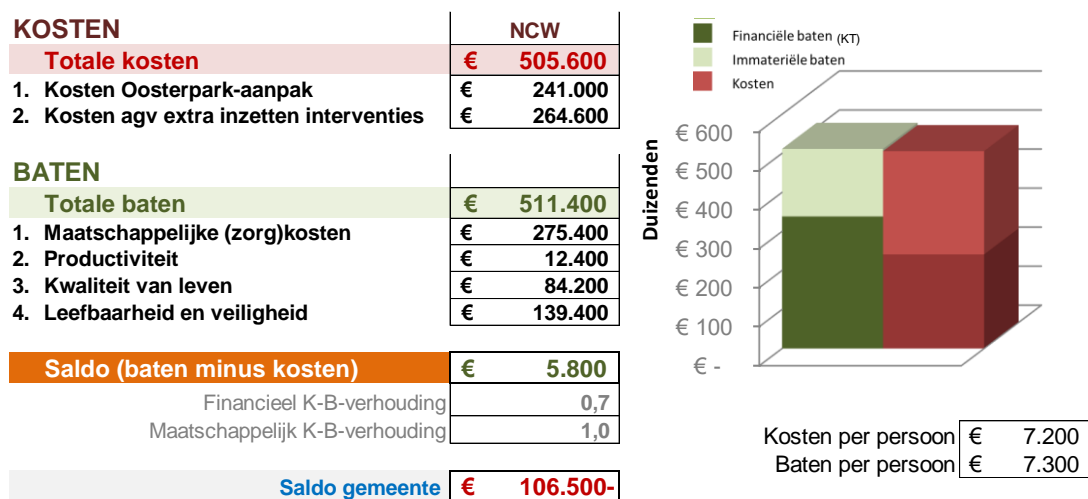 KOSTEN NCW
Totale kosten € 505.600
1. Kosten Oosterpark-aanpak € 241.000
2. Kosten agv extra inzetten interventies € 264.600
BATEN
Totale baten € 511.400
1. Maatschappelijke (zorg)kosten € 275.400
2. Productiviteit € 12.400
3. Kwaliteit van leven € 84.200
4. Leefbaarheid en veiligheid € 139.400
Saldo (baten minus kosten) € 5.800
Financieel K-B-verhouding 0,7
Maatschappelijk K-B-verhouding 1,0
Saldo gemeente € 106.500-
Financiële baten (KT)
Immateriële baten
Kosten
Duizenden
€ 600
€ 500
€ 400
€ 300
€ 200
€ 100
€ -
Kosten per persoon € 7.200
Baten per persoon € 7.300